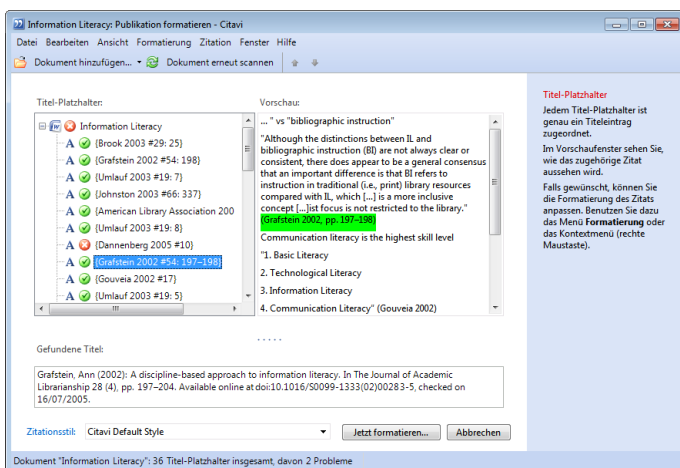 Information Literacy: Publikation formatieren - Citavi
Datei Bearbeiten Ansicht Formatierung Zitation Fenster Hilfe
Dokument hinzufügen... Dokument erneut scannen
Titel-Platzhalter:
Information Literacy
A {Brook 2003 #29: 25}
A {Grafstein 2002 #54: 198}
A {Umlauf 2003 #19: 7}
A {Johnston 2003 #66: 337}
A {American Library Association 200
A {Umlauf 2003 #19: 8}
A {Dannenberg 2005 #10}
A {Grafstein 2002 #54: 197–198}
A {Gouveia 2002 #17}
A {Umlauf 2003 #19: 5}
Vorschau:
... " vs "bibliographic instruction"
"Although the distinctions between IL and
bibliographic instruction (BI) are not always clear or
consistent, there does appear to be a general consensus
that an important difference is that BI refers to
instruction in traditional (i.e., print) library resources
compared with IL, which [...] is a more inclusive
concept [...]ist focus is not restricted to the library."
(Grafstein 2002, pp. 197–198)
Communication literacy is the highest skill level
"1. Basic Literacy
2. Technological Literacy
3. Information Literacy
4. Communication Literacy" (Gouveia 2002)
Titel-Platzhalter
Jedem Titel-Platzhalter ist
genau ein Titeleintrag
zugeordnet.
Im Vorschaufenster sehen Sie,
wie das zugehörige Zitat
aussehen wird.
Falls gewünscht, können Sie
die Formatierung des Zitats
anpassen. Benutzen Sie dazu
das Menü Formatierung oder
das Kontextmenü (rechte
Maustaste).
Gefundene Titel:
Grafstein, Ann (2002): A discipline-based approach to information literacy. In The Journal of Academic
Librarianship 28 (4), pp. 197–204. Available online at doi:10.1016/S0099-1333(02)00283-5, checked on
16/07/2005.
Zitationsstil: Citavi Default Style
Jetzt formatieren... Abbrechen
Dokument "Information Literacy": 36 Titel-Platzhalter insgesamt, davon 2 Probleme